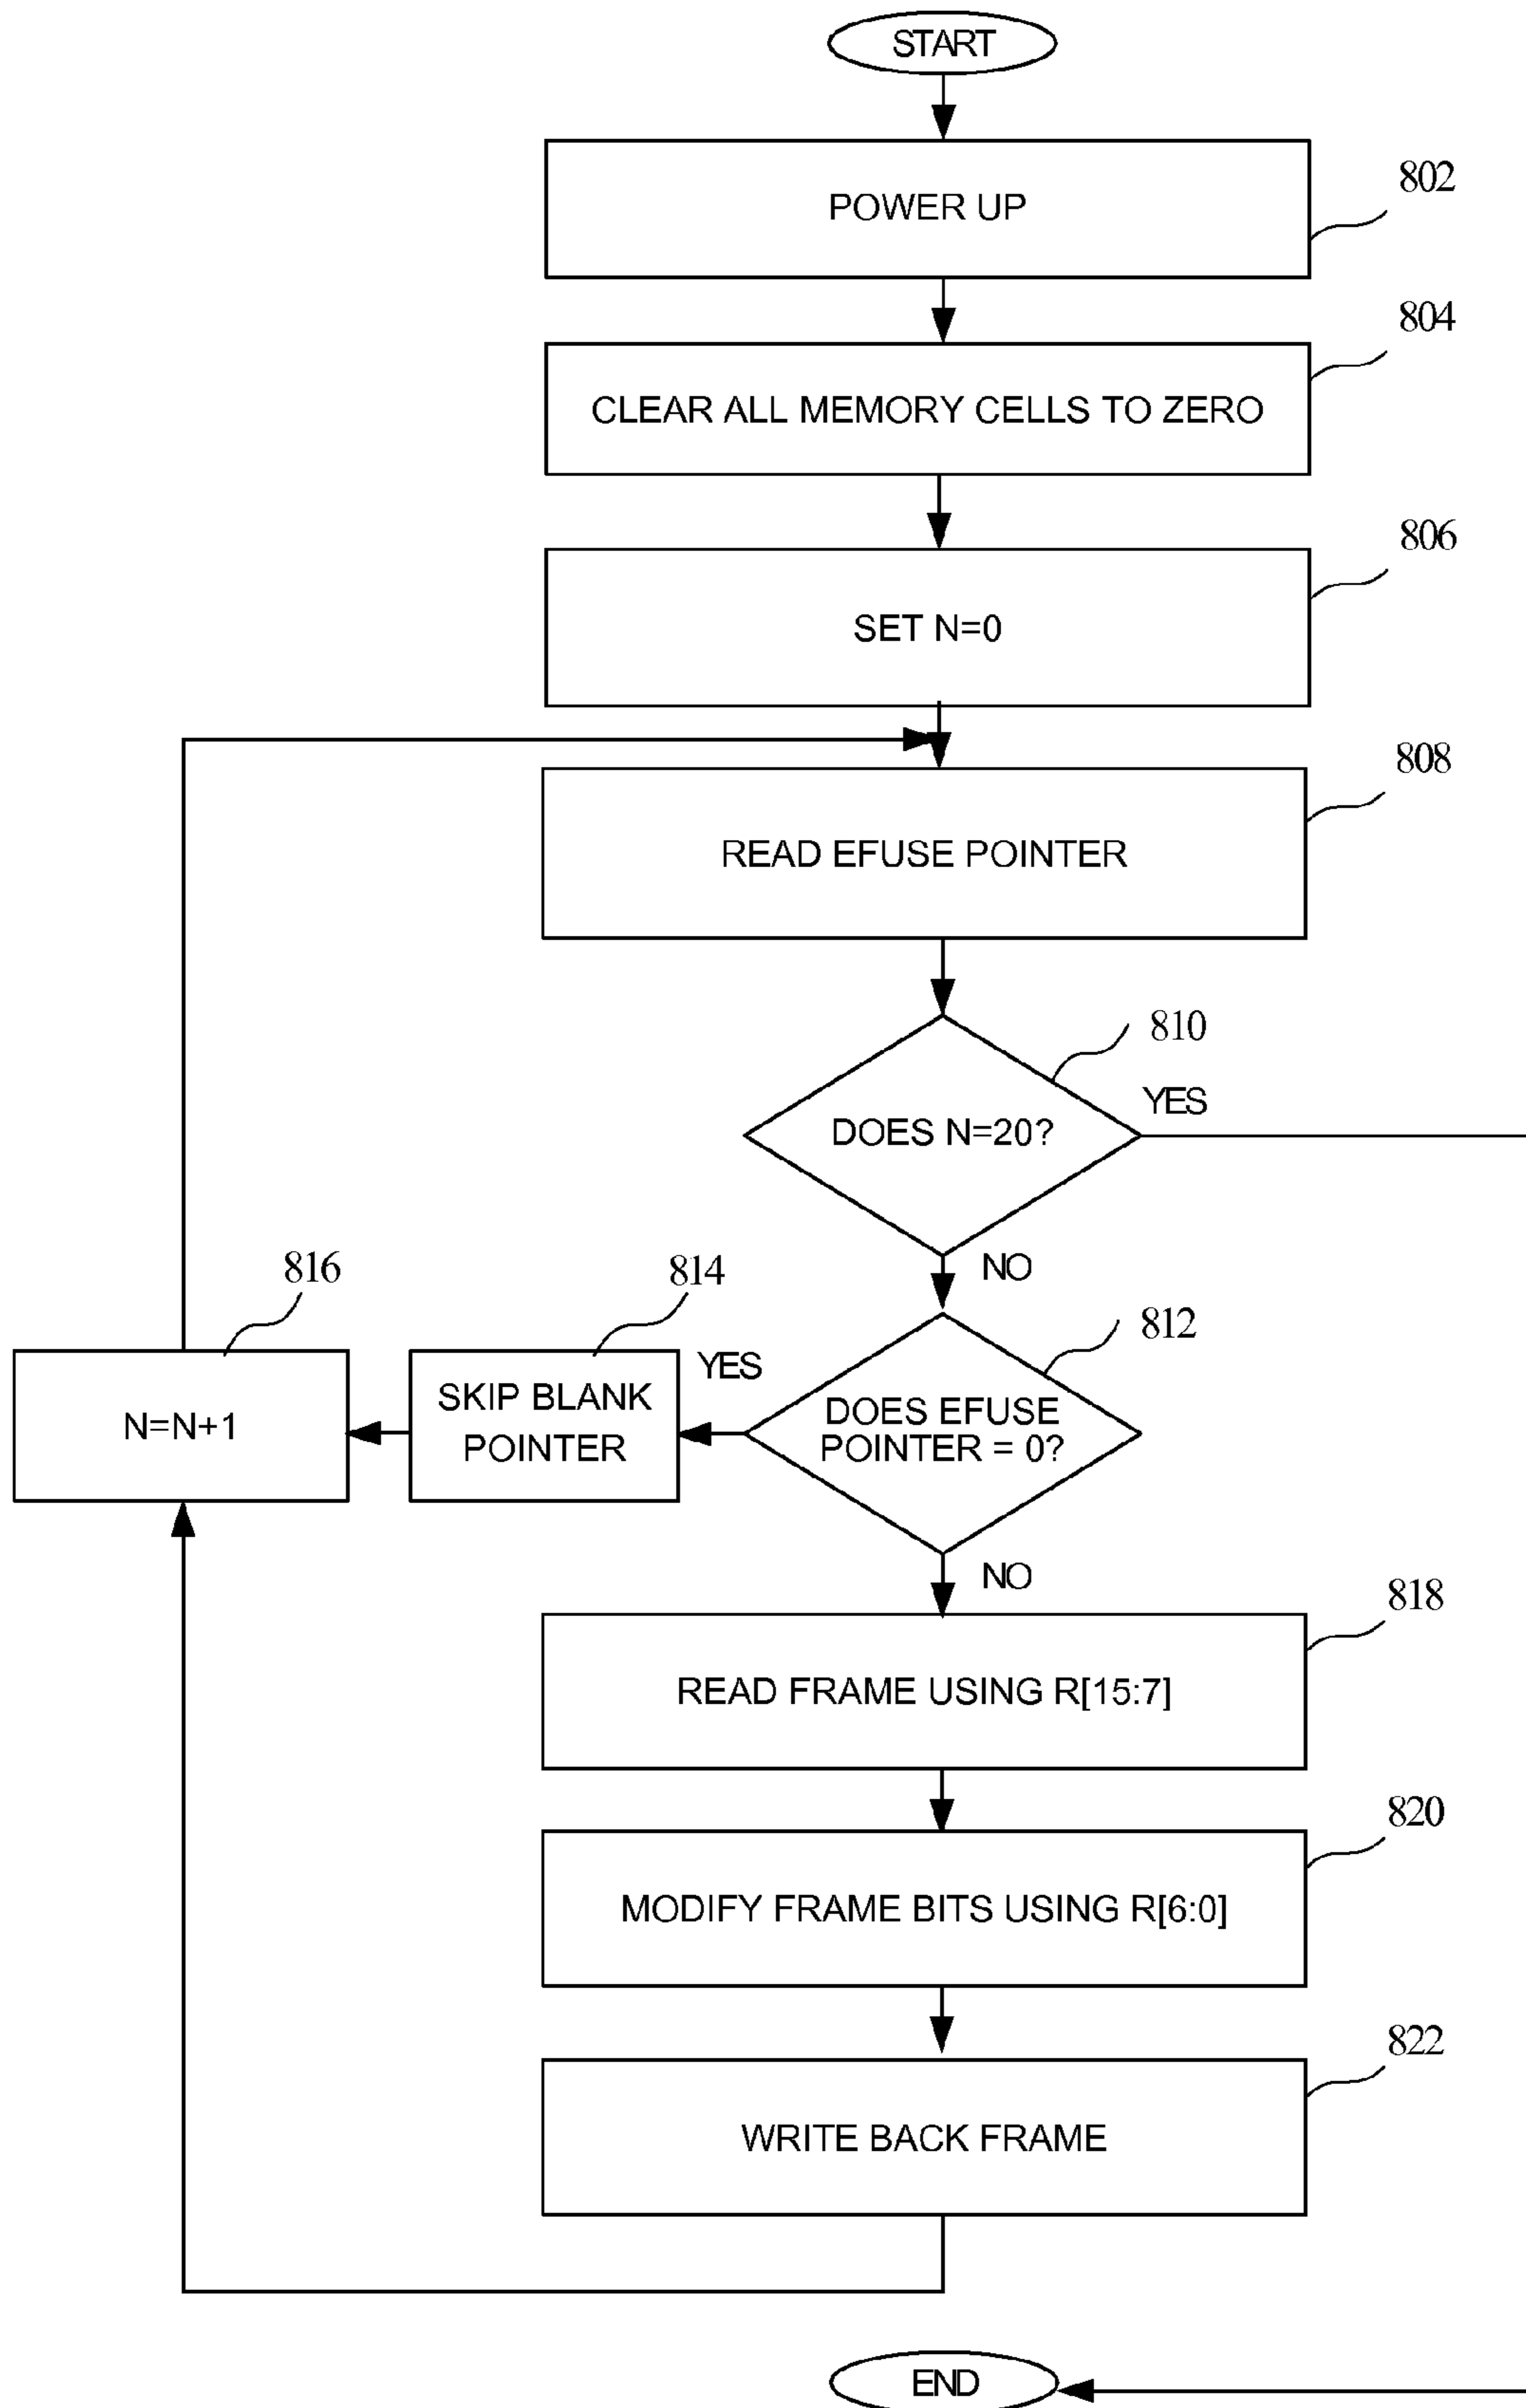 START
POWER UP
802
CLEAR ALL MEMORY CELLS TO ZERO
804
SET N=0
806
READ EFUSE POINTER
808
DOES N=20?
810
YES
NO
816
N=N+1
814
SKIP BLANK
POINTER
YES
812
DOES EFUSE
POINTER = 0?
NO
READ FRAME USING R[15:7]
818
MODIFY FRAME BITS USING R[6:0]
820
WRITE BACK FRAME
822
END